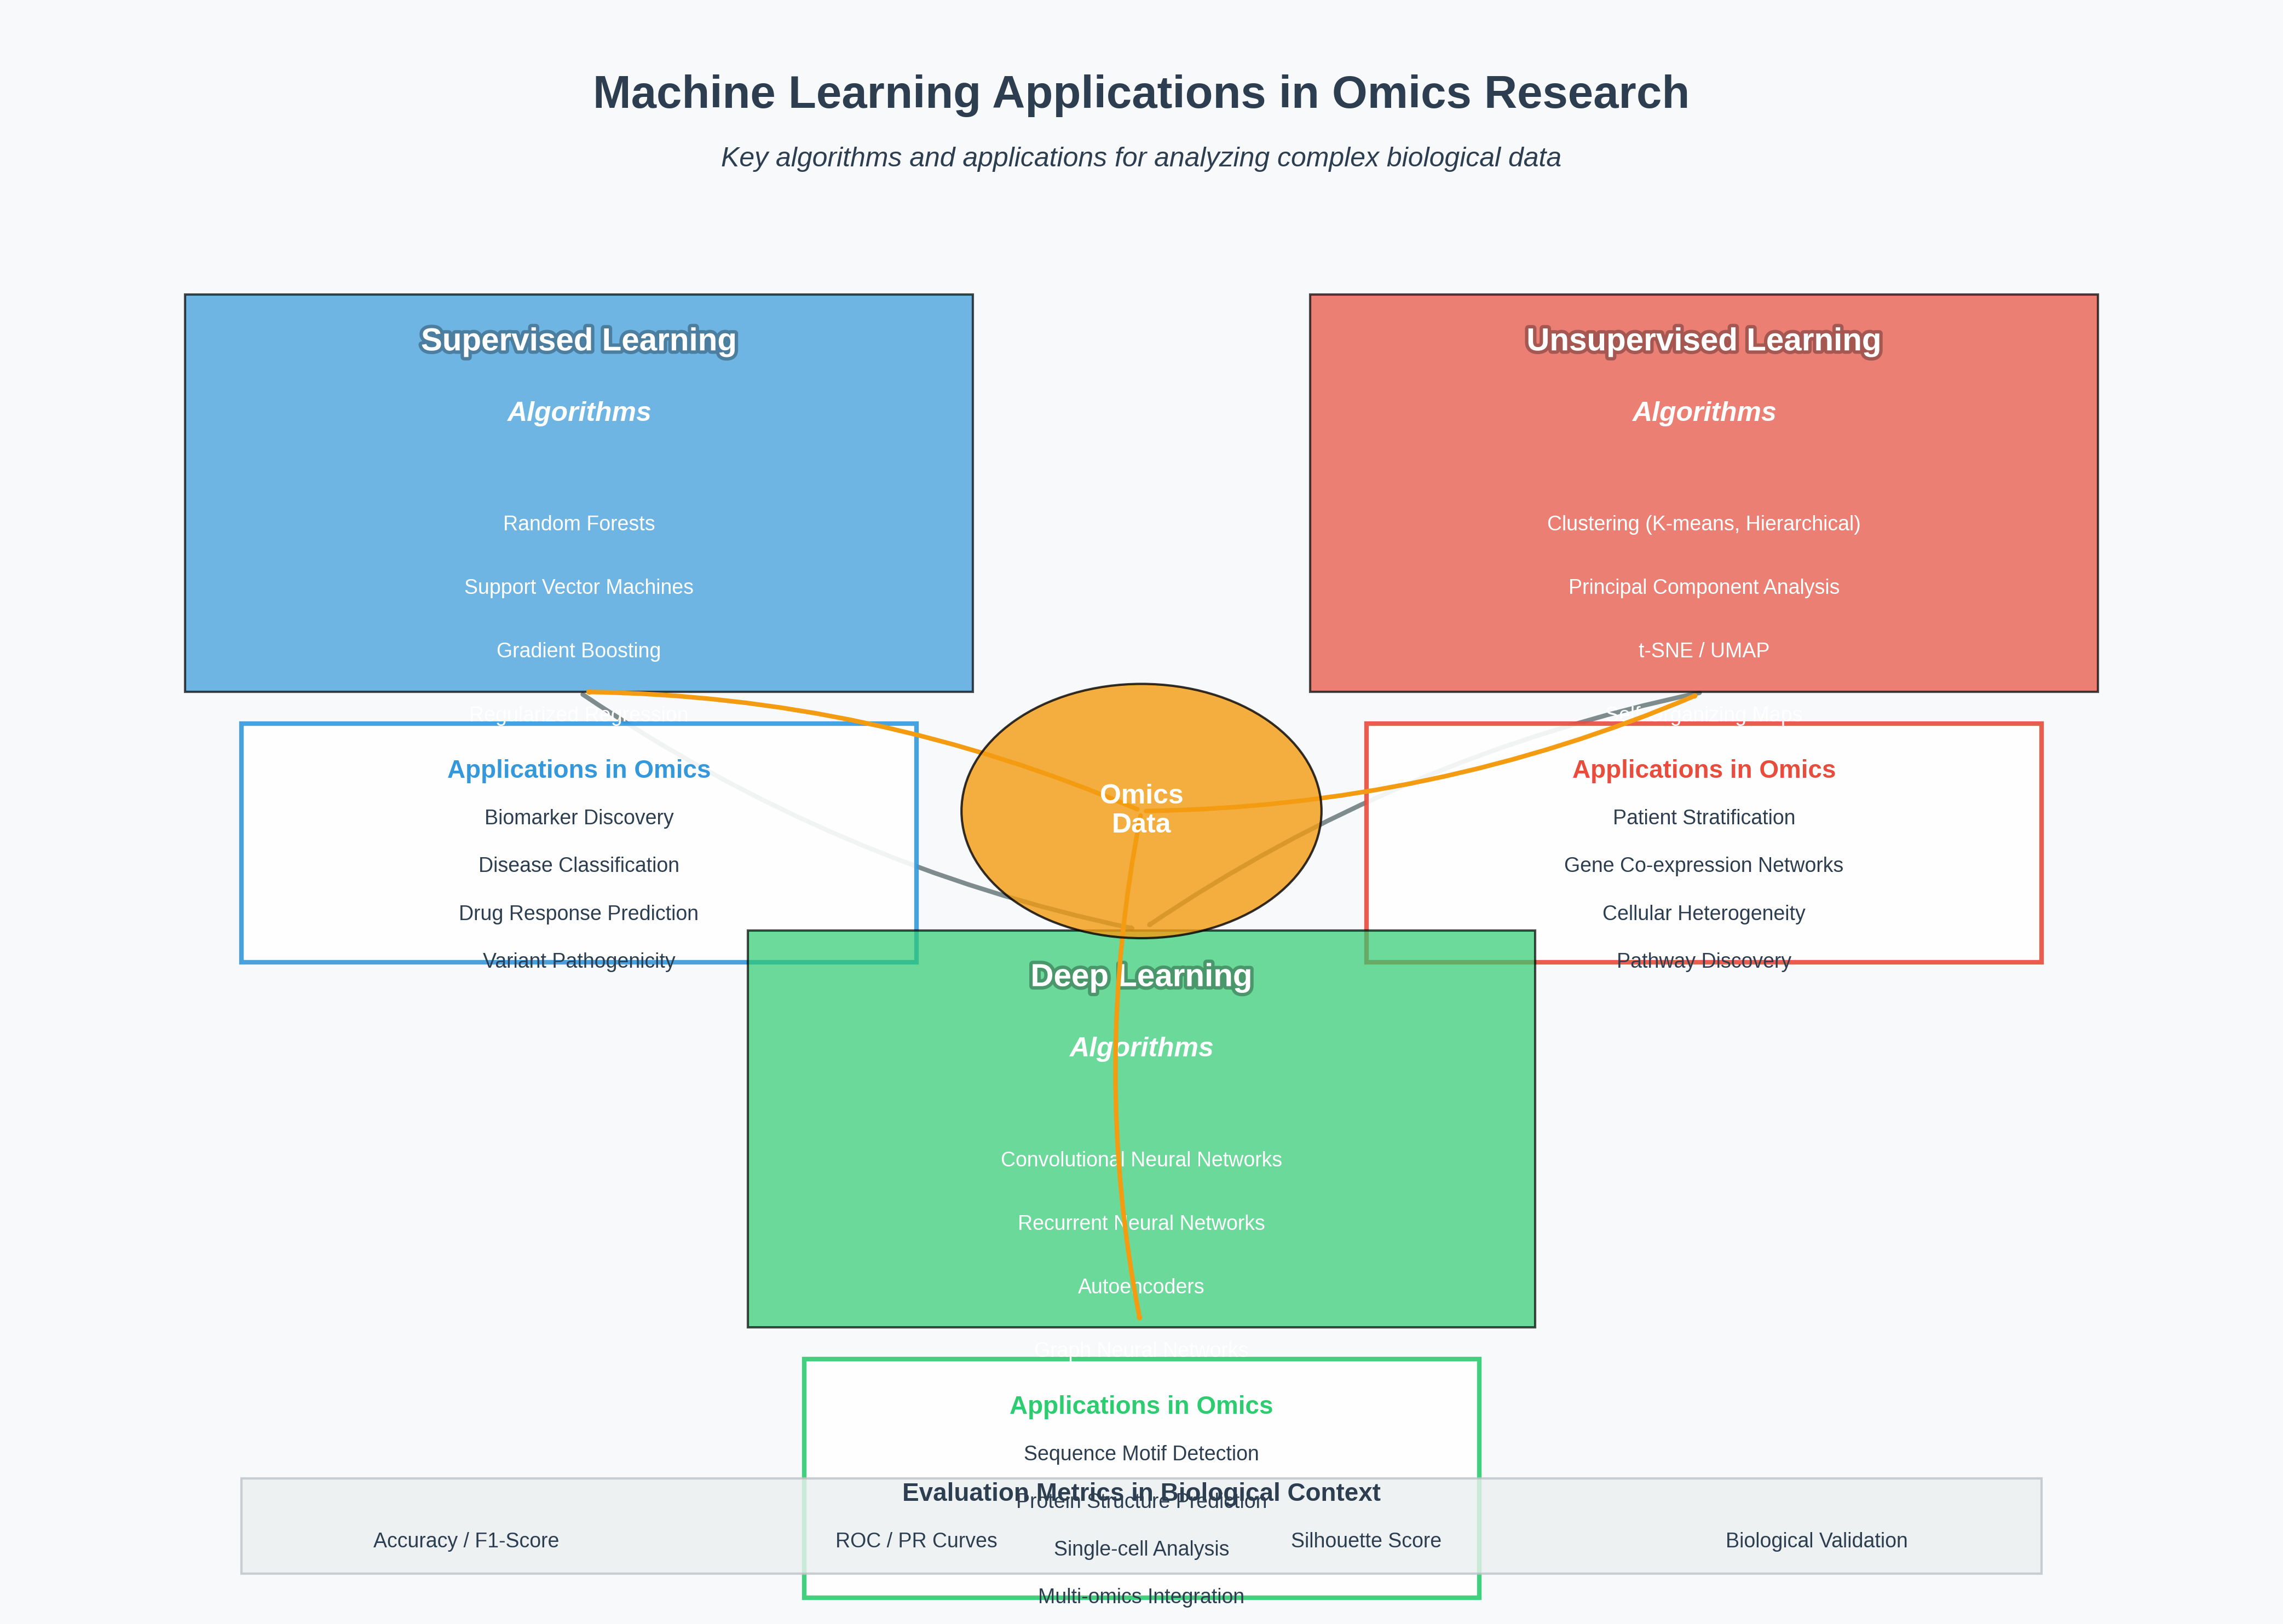 Machine Learning Applications in Omics Research
Key algorithms and applications for analyzing complex biological data
Supervised Learning
Algorithms
Random Forests
Support Vector Machines
Gradient Boosting
Regularized Regression
Applications in Omics
Biomarker Discovery
Disease Classification
Drug Response Prediction
Variant Pathogenicity
Unsupervised Learning
Algorithms
Clustering (K-means, Hierarchical)
Principal Component Analysis
t-SNE / UMAP
Self-Organizing Maps
Applications in Omics
Patient Stratification
Gene Co-expression Networks
Cellular Heterogeneity
Pathway Discovery
Omics
Data
Deep Learning
Algorithms
Convolutional Neural Networks
Recurrent Neural Networks
Autoencoders
Graph Neural Networks
Applications in Omics
Sequence Motif Detection
Protein Structure Prediction
Single-cell Analysis
Multi-omics Integration
Evaluation Metrics in Biological Context
Accuracy / F1-Score
ROC / PR Curves
Silhouette Score
Biological Validation